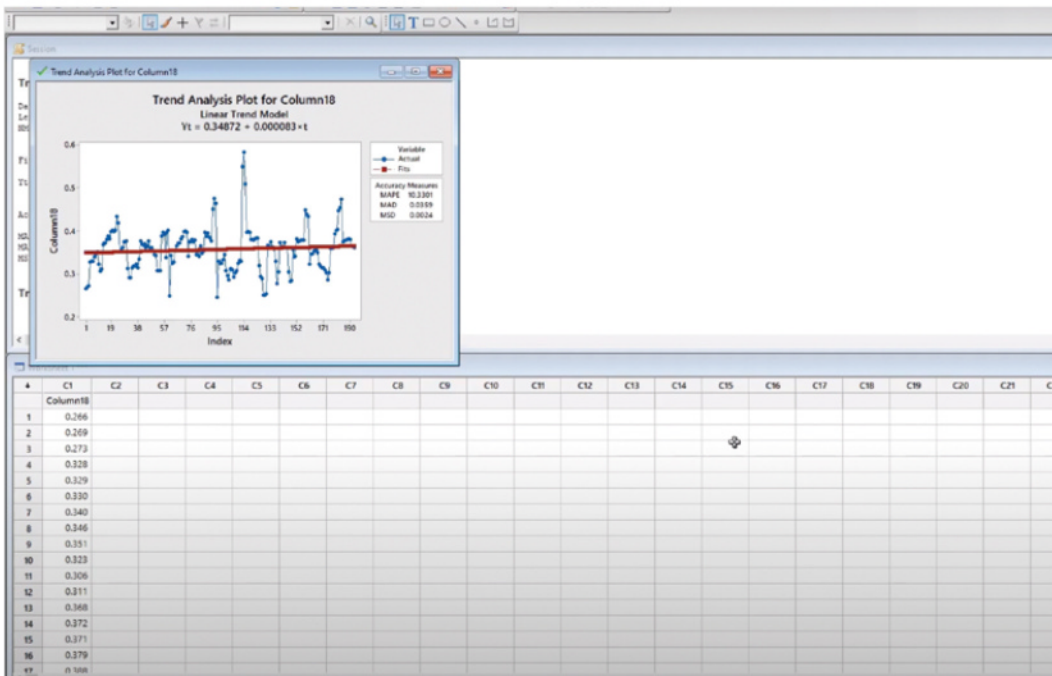 Session
Trend Analysis Plot for Column18
Trend Analysis Plot for Column18
Linear Trend Model
Yt = 0.34872 + 0.000083×t
Variable
Actual
Fits
Accuracy Measures
MAPE 10.3301
MAD 0.0359
MSD 0.0024
Column18
0.6
0.5
0.4
0.3
0.2
1 19 38 57 76 95 114 133 152 171 190
Index
C1 C2 C3 C4 C5 C6 C7 C8 C9 C10 C11 C12 C13 C14 C15 C16 C17 C18 C19 C20 C21
Column18
1 0.266
2 0.269
3 0.273
4 0.328
5 0.329
6 0.330
7 0.340
8 0.346
9 0.351
10 0.323
11 0.306
12 0.311
13 0.368
14 0.372
15 0.371
16 0.379
17 0.388